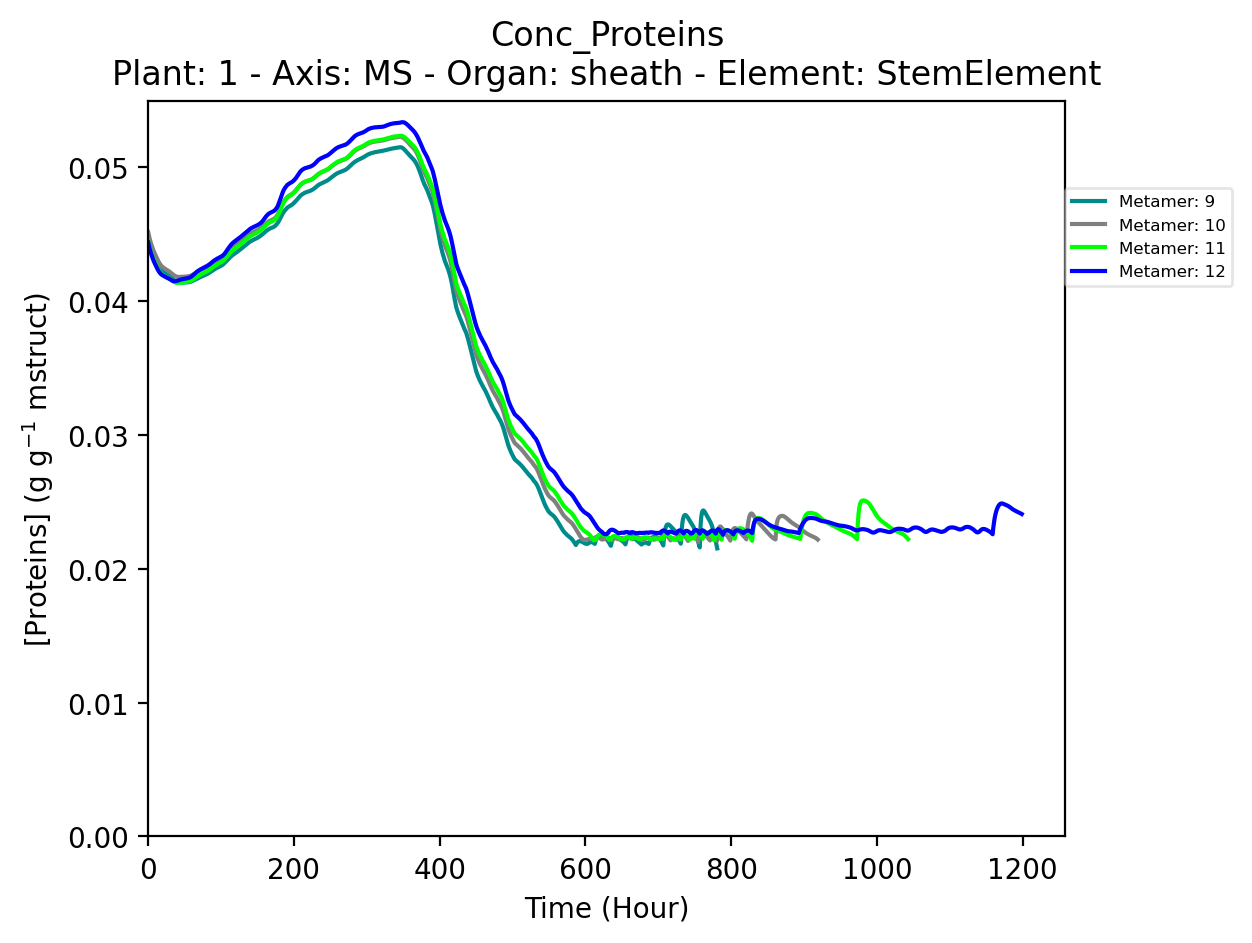 Conc_Proteins
Plant: 1 - Axis: MS - Organ: sheath - Element: StemElement
[Proteins] (g g⁻¹ mstruct)
0.05
0.04
0.03
0.02
0.01
0.00
0 200 400 600 800 1000 1200
Time (Hour)
Metamer: 9
Metamer: 10
Metamer: 11
Metamer: 12